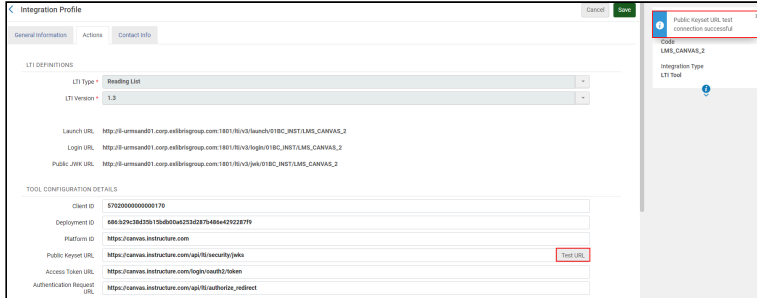 Integration Profile
Cancel
Save
Public Keyset URL test
connection successful
General Information
Actions
Contact Info
Code
LMS_CANVAS_2
Integration Type
LTI Tool
LTI DEFINITIONS
LTI Type * Reading List
LTI Version * 1.3
Launch URL http://il-urmsand01.corp.exlibrisgroup.com:1801/lti/v3/launch/01BC_INST/LMS_CANVAS_2
Login URL http://il-urmsand01.corp.exlibrisgroup.com:1801/lti/v3/login/01BC_INST/LMS_CANVAS_2
Public JWK URL http://il-urmsand01.corp.exlibrisgroup.com:1801/lti/v3/jwk/01BC_INST/LMS_CANVAS_2
TOOL CONFIGURATION DETAILS
Client ID 57020000000000170
Deployment ID 686:b29c38d35b15bdb00a6253d287b486e4292287f9
Platform ID https://canvas.instructure.com
Public Keyset URL https://canvas.instructure.com/api/lti/security/jwks Test URL
Access Token URL https://canvas.instructure.com/login/oauth2/token
Authentication Request
URL https://canvas.instructure.com/api/lti/authorize_redirect